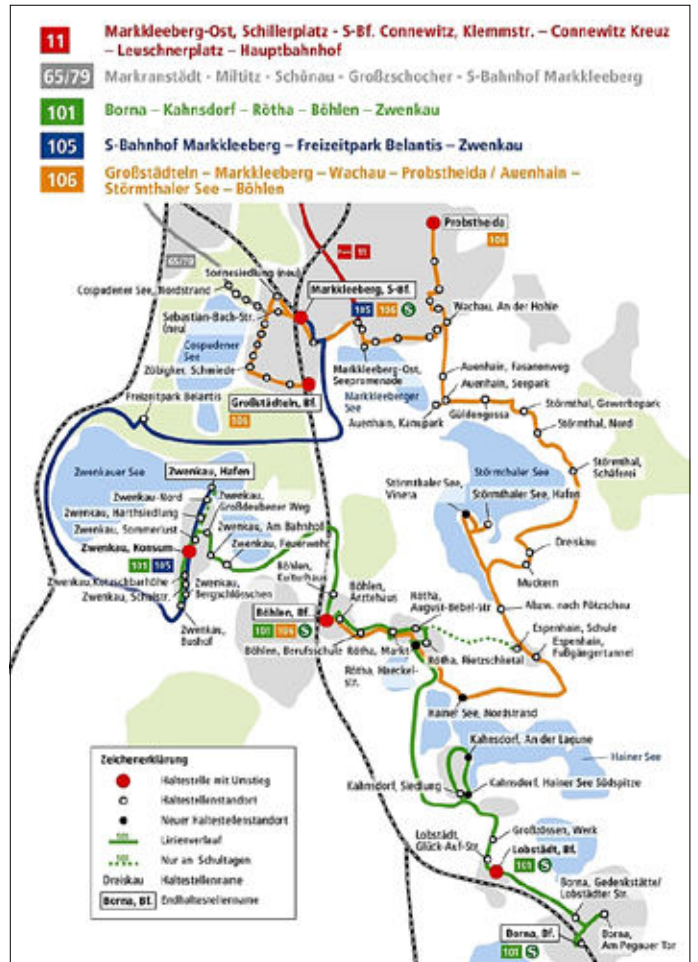 11
Markkleeberg-Ost, Schillerplatz - S-Bf. Connewitz, Klemmstr. – Connewitz Kreuz
– Leuschnerplatz – Hauptbahnhof
65/79
Markranstädt - Miltitz - Schönau - Großzschocher - S-Bahnhof Markkleeberg
101
Borna – Kahnsdorf – Rötha – Böhlen – Zwenkau
105
S-Bahnhof Markkleeberg – Freizeitpark Belantis – Zwenkau
106
Großstädteln – Markkleeberg – Wachau – Probstheida / Auenhain –
Störmthaler See – Böhlen
Probstheida
106
11
65/79
Sonnesiedlung (neu)
Cospudener See, Nordstrand
Markkleeberg, S-Bf.
105 106 S
Sebastian-Bach-Str.
(neu)
Wachau, An der Hohle
Cospudener
See
Zöbigker, Schmiede
Markkleeberg-Ost,
Seepromenade
Auenhain, Fasanenweg
Auenhain, Seepark
Markkleeberger
See
Freizeitpark Belantis
Großstädteln, Bf.
106
Auenhain, Kanupark
Güldengossa
Störmthal, Gewerbepark
Störmthal, Nord
Störmthal,
Schäferei
Zwenkauer See
Zwenkau, Hafen
Störmthaler See,
Vineta
Störmthaler See
Störmthaler See, Hafen
Zwenkau-Nord
Zwenkau,
Großdeubener Weg
Zwenkau, Harthsiedlung
Zwenkau, Sommerlust
Zwenkau, Am Bahnhof
Zwenkau, Konsum
101 105
Zwenkau, Feuerwehr
Dreiskau
Muckern
Zwenkau, Kotzschbarhöhe
Zwenkau, Schulstr.
Zwenkau,
Bergschlösschen
Zwenkau,
Bushof
Böhlen,
Kulturhaus
Böhlen,
Ärztehaus
Böhlen, Bf.
101 106 S
Rötha,
August-Bebel-Str
Abzw. nach Pötzschau
Espenhain, Schule
Espenhain,
Fußgängertunnel
Böhlen, Berufsschule
Rötha, Markt
Rötha, Rietzschketal
Rötha, Haeckel-
str.
Hainer See, Nordstrand
Kahnsdorf, An der Lagune
Hainer See
Kahnsdorf, Siedlung
Kahnsdorf, Hainer See Südspitze
Großzössen, Werk
Lobstädt,
Glück-Auf-Str.
Lobstädt, Bf.
101 S
Borna, Gedenkstätte/
Lobstädter Str.
Borna, Bf.
101 S
Borna,
Am Pegauer Tor
Zeichenerklärung
Haltestelle mit Umstieg
Haltestellenstandort
Neuer Haltestellenstandort
101
Linienverlauf
101
Nur an Schultagen
Dreiskau
Haltestellenname
Borna, Bf.
Endhaltestellenname